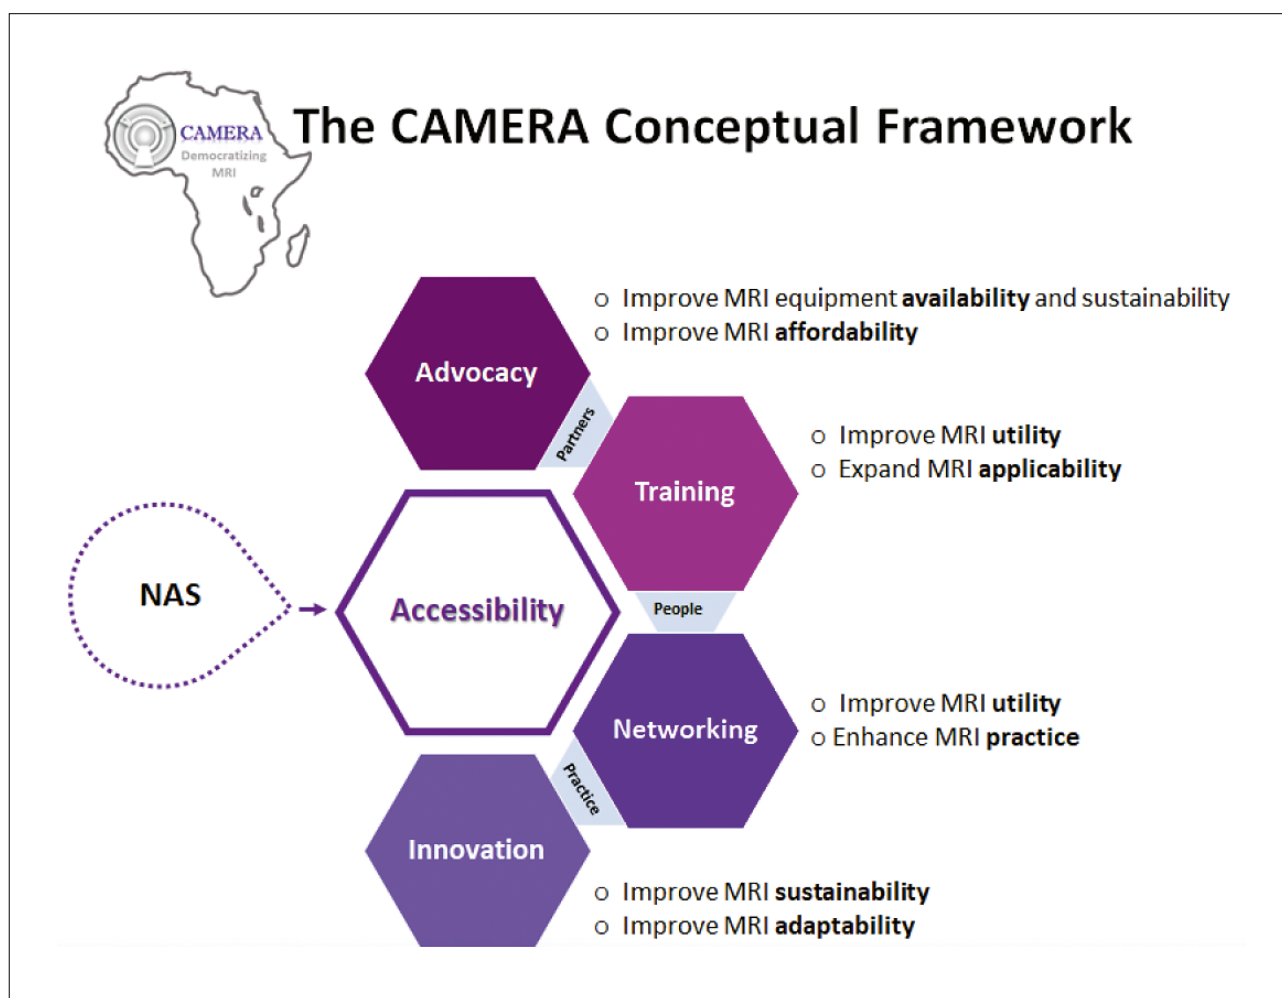 The CAMERA Conceptual Framework
CAMERA
Democratizing
MRI
Advocacy
o Improve MRI equipment availability and sustainability
o Improve MRI affordability
Partners
Training
o Improve MRI utility
o Expand MRI applicability
People
NAS
Accessibility
Networking
o Improve MRI utility
o Enhance MRI practice
Practice
Innovation
o Improve MRI sustainability
o Improve MRI adaptability